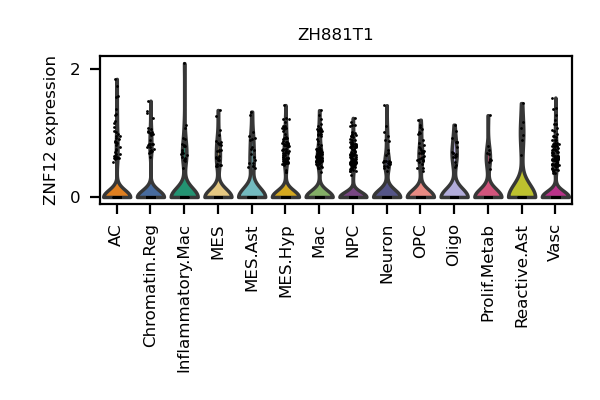 ZH881T1
ZNF12 expression
2
0
AC
Chromatin.Reg
Inflammatory.Mac
MES
MES.Ast
MES.Hyp
Mac
NPC
Neuron
OPC
Oligo
Prolif.Metab
Reactive.Ast
Vasc